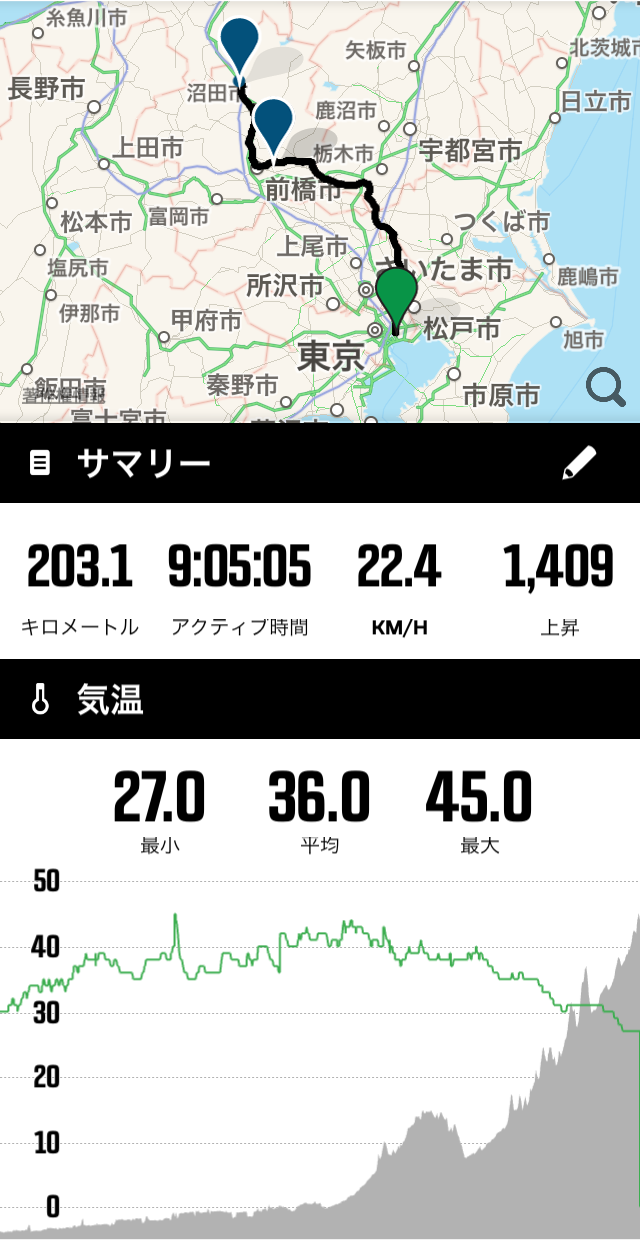 糸魚川市
矢板市
北茨城市
長野市
沼田市
鹿沼市
日立市
上田市
栃木市
宇都宮市
前橋市
松本市
富岡市
つくば市
塩尻市
上尾市
さいたま市
鹿嶋市
所沢市
伊那市
甲府市
松戸市
旭市
東京
飯田市
著作権情報
秦野市
市原市
富士宮市
サマリー
203.1 9:05:05 22.4 1,409
キロメートル アクティブ時間 KM/H 上昇
気温
27.0 36.0 45.0
最小 平均 最大
50
40
30
20
10
0